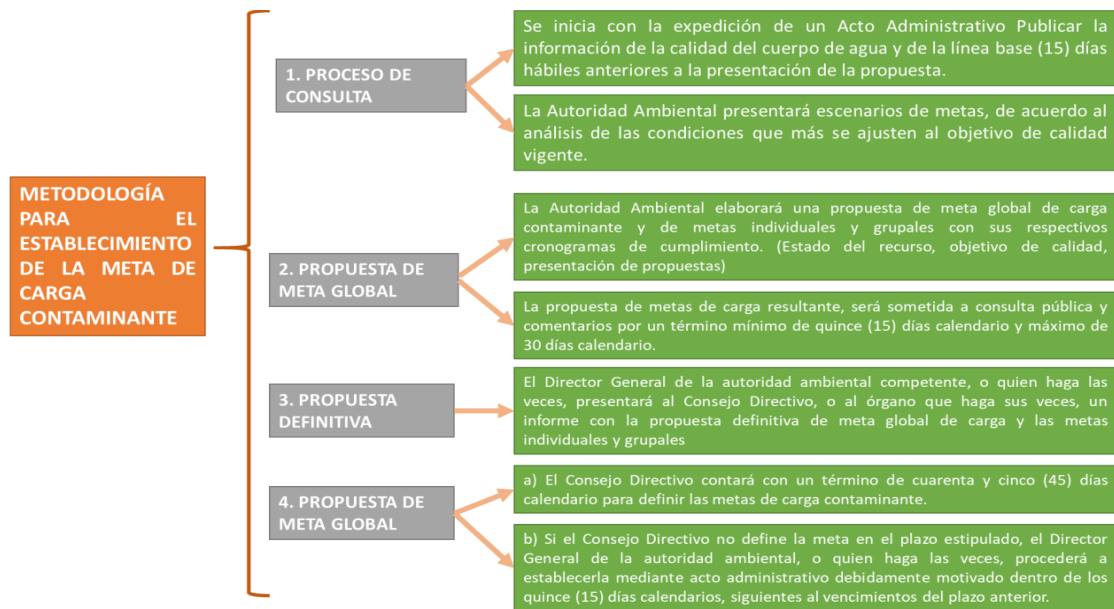 METODOLOGÍA
PARA EL
ESTABLECIMIENTO
DE LA META DE
CARGA
CONTAMINANTE
1. PROCESO DE
CONSULTA
Se inicia con la expedición de un Acto Administrativo Publicar la
información de la calidad del cuerpo de agua y de la línea base (15) días
hábiles anteriores a la presentación de la propuesta.
La Autoridad Ambiental presentará escenarios de metas, de acuerdo al
análisis de las condiciones que más se ajusten al objetivo de calidad
vigente.
2. PROPUESTA DE
META GLOBAL
La Autoridad Ambiental elaborará una propuesta de meta global de carga
contaminante y de metas individuales y grupales con sus respectivos
cronogramas de cumplimiento. (Estado del recurso, objetivo de calidad,
presentación de propuestas)
La propuesta de metas de carga resultante, será sometida a consulta pública y
comentarios por un término mínimo de quince (15) días calendario y máximo de
30 días calendario.
3. PROPUESTA
DEFINITIVA
El Director General de la autoridad ambiental competente, o quien haga las
veces, presentará al Consejo Directivo, o al órgano que haga sus veces, un
informe con la propuesta definitiva de meta global de carga y las metas
individuales y grupales
4. PROPUESTA DE
META GLOBAL
a) El Consejo Directivo contará con un término de cuarenta y cinco (45) días
calendario para definir las metas de carga contaminante.
b) Si el Consejo Directivo no define la meta en el plazo estipulado, el Director
General de la autoridad ambiental, o quien haga las veces, procederá a
establecerla mediante acto administrativo debidamente motivado dentro de los
quince (15) días calendarios, siguientes al vencimientos del plazo anterior.